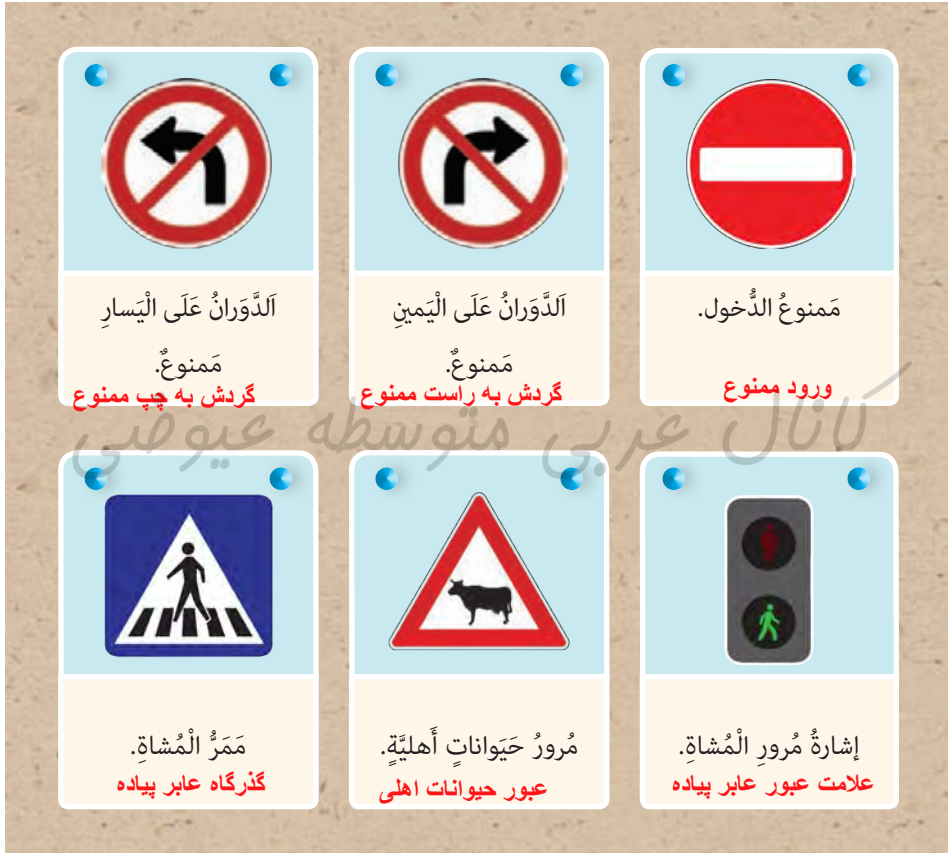 مَمنوعُ الدُّخول.
ورود ممنوع
اَلدَّوَرانُ عَلَی الْیَمینِ
مَمنوعٌ.
گردش به راست ممنوع
اَلدَّوَرانُ عَلَی الْیَسارِ
مَمنوعٌ.
گردش به چپ ممنوع
کانال عربی متوسطه عیوضی
إشارةُ مُرورِ الْمُشاةِ.
علامت عبور عابر پیاده
مُرورُ حَیَواناتٍ أَهلیَّةٍ.
عبور حیوانات اهلی
مَمَرُّ الْمُشاةِ.
گذرگاه عابر پیاده